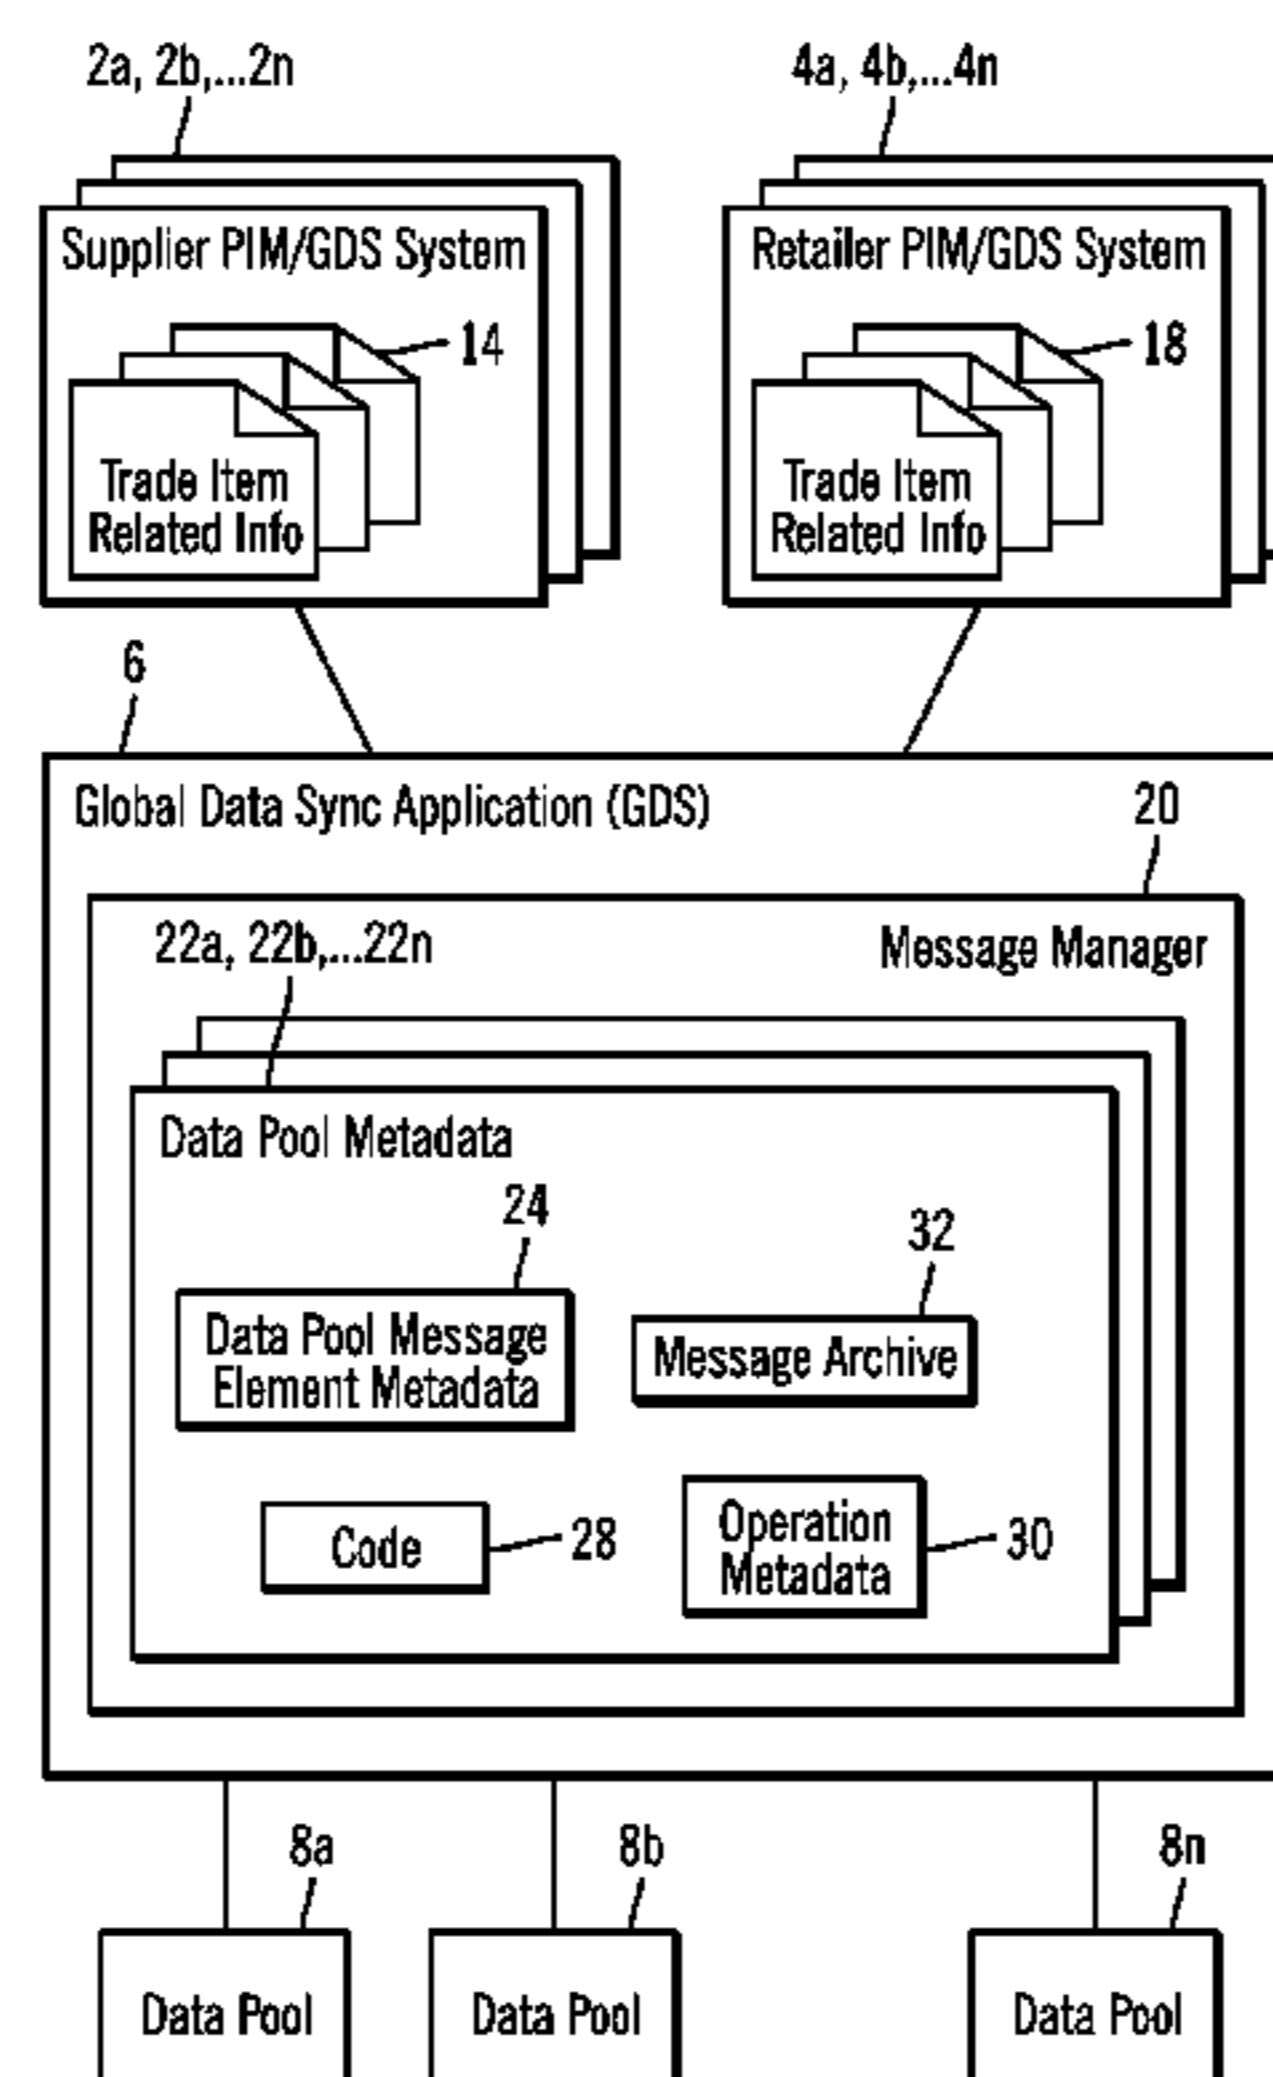 2a, 2b,...2n
4a, 4b,...4n
Supplier PIM/GDS System
14
Trade Item
Related Info
Retailer PIM/GDS System
18
Trade Item
Related Info
6
Global Data Sync Application (GDS)
20
22a, 22b,...22n
Message Manager
Data Pool Metadata
24
32
Data Pool Message
Element Metadata
Message Archive
Code
28
Operation
Metadata
30
8a
8b
8n
Data Pool
Data Pool
Data Pool